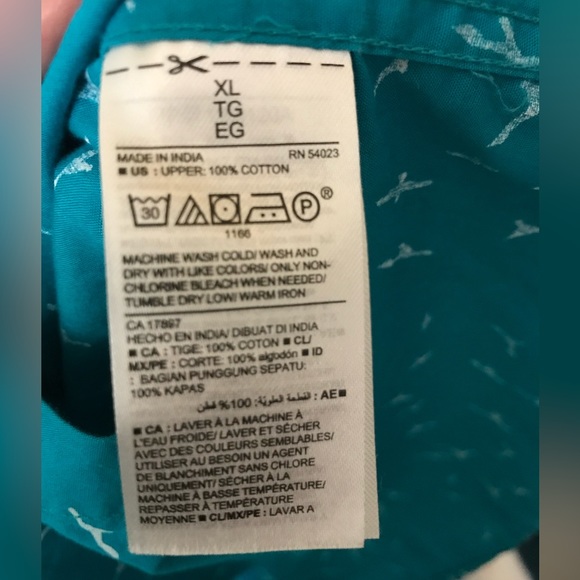 XL
TG
EG
MADE IN INDIA RN 54023
■ US : UPPER: 100% COTTON
30 P ®
1166
MACHINE WASH COLD/ WASH AND
DRY WITH LIKE COLORS/ ONLY NON-
CHLORINE BLEACH WHEN NEEDED/
TUMBLE DRY LOW/ WARM IRON
CA 17897
HECHO EN INDIA/ DIBUAT DI INDIA
■ CA : TIGE: 100% COTON ■ CL/
MX/PE : CORTE: 100% algodón ■ ID
: BAGIAN PUNGGUNG SEPATU:
100% KAPAS
■ AE : القطعة العلوية: 100% قطن
■ CA : LAVER À LA MACHINE À
L'EAU FROIDE/ LAVER ET SÉCHER
AVEC DES COULEURS SEMBLABLES/
UTILISER AU BESOIN UN AGENT
DE BLANCHIMENT SANS CHLORE
UNIQUEMENT/ SÉCHER À LA
MACHINE À BASSE TEMPÉRATURE/
REPASSER À TEMPÉRATURE
MOYENNE ■ CL/MX/PE : LAVAR A